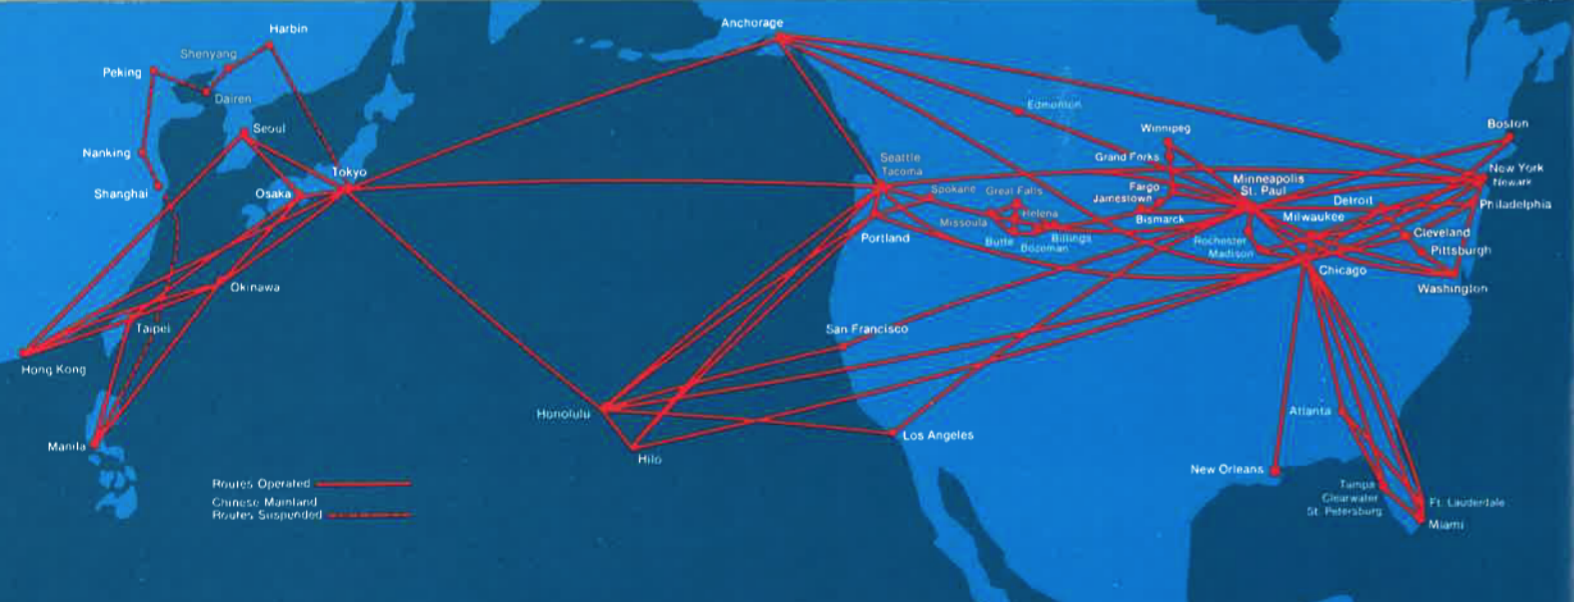 Anchorage
Harbin
Shenyang
Peking
Dairen
Edmonton
Seoul
Winnipeg
Boston
Nanking
Grand Forks
Seattle
Tacoma
New York
Newark
Tokyo
Minneapolis
St. Paul
Shanghai
Osaka
Spokane
Great Falls
Fargo
Jamestown
Detroit
Philadelphia
Missoula
Helena
Bismarck
Milwaukee
Portland
Butte
Billings
Bozeman
Rochester
Madison
Cleveland
Pittsburgh
Chicago
Okinawa
Washington
Taipei
San Francisco
Hong Kong
Honolulu
Atlanta
Los Angeles
Manila
Hilo
New Orleans
Routes Operated
Chinese Mainland
Routes Suspended
Tampa
Clearwater
St. Petersburg
Ft. Lauderdale
Miami